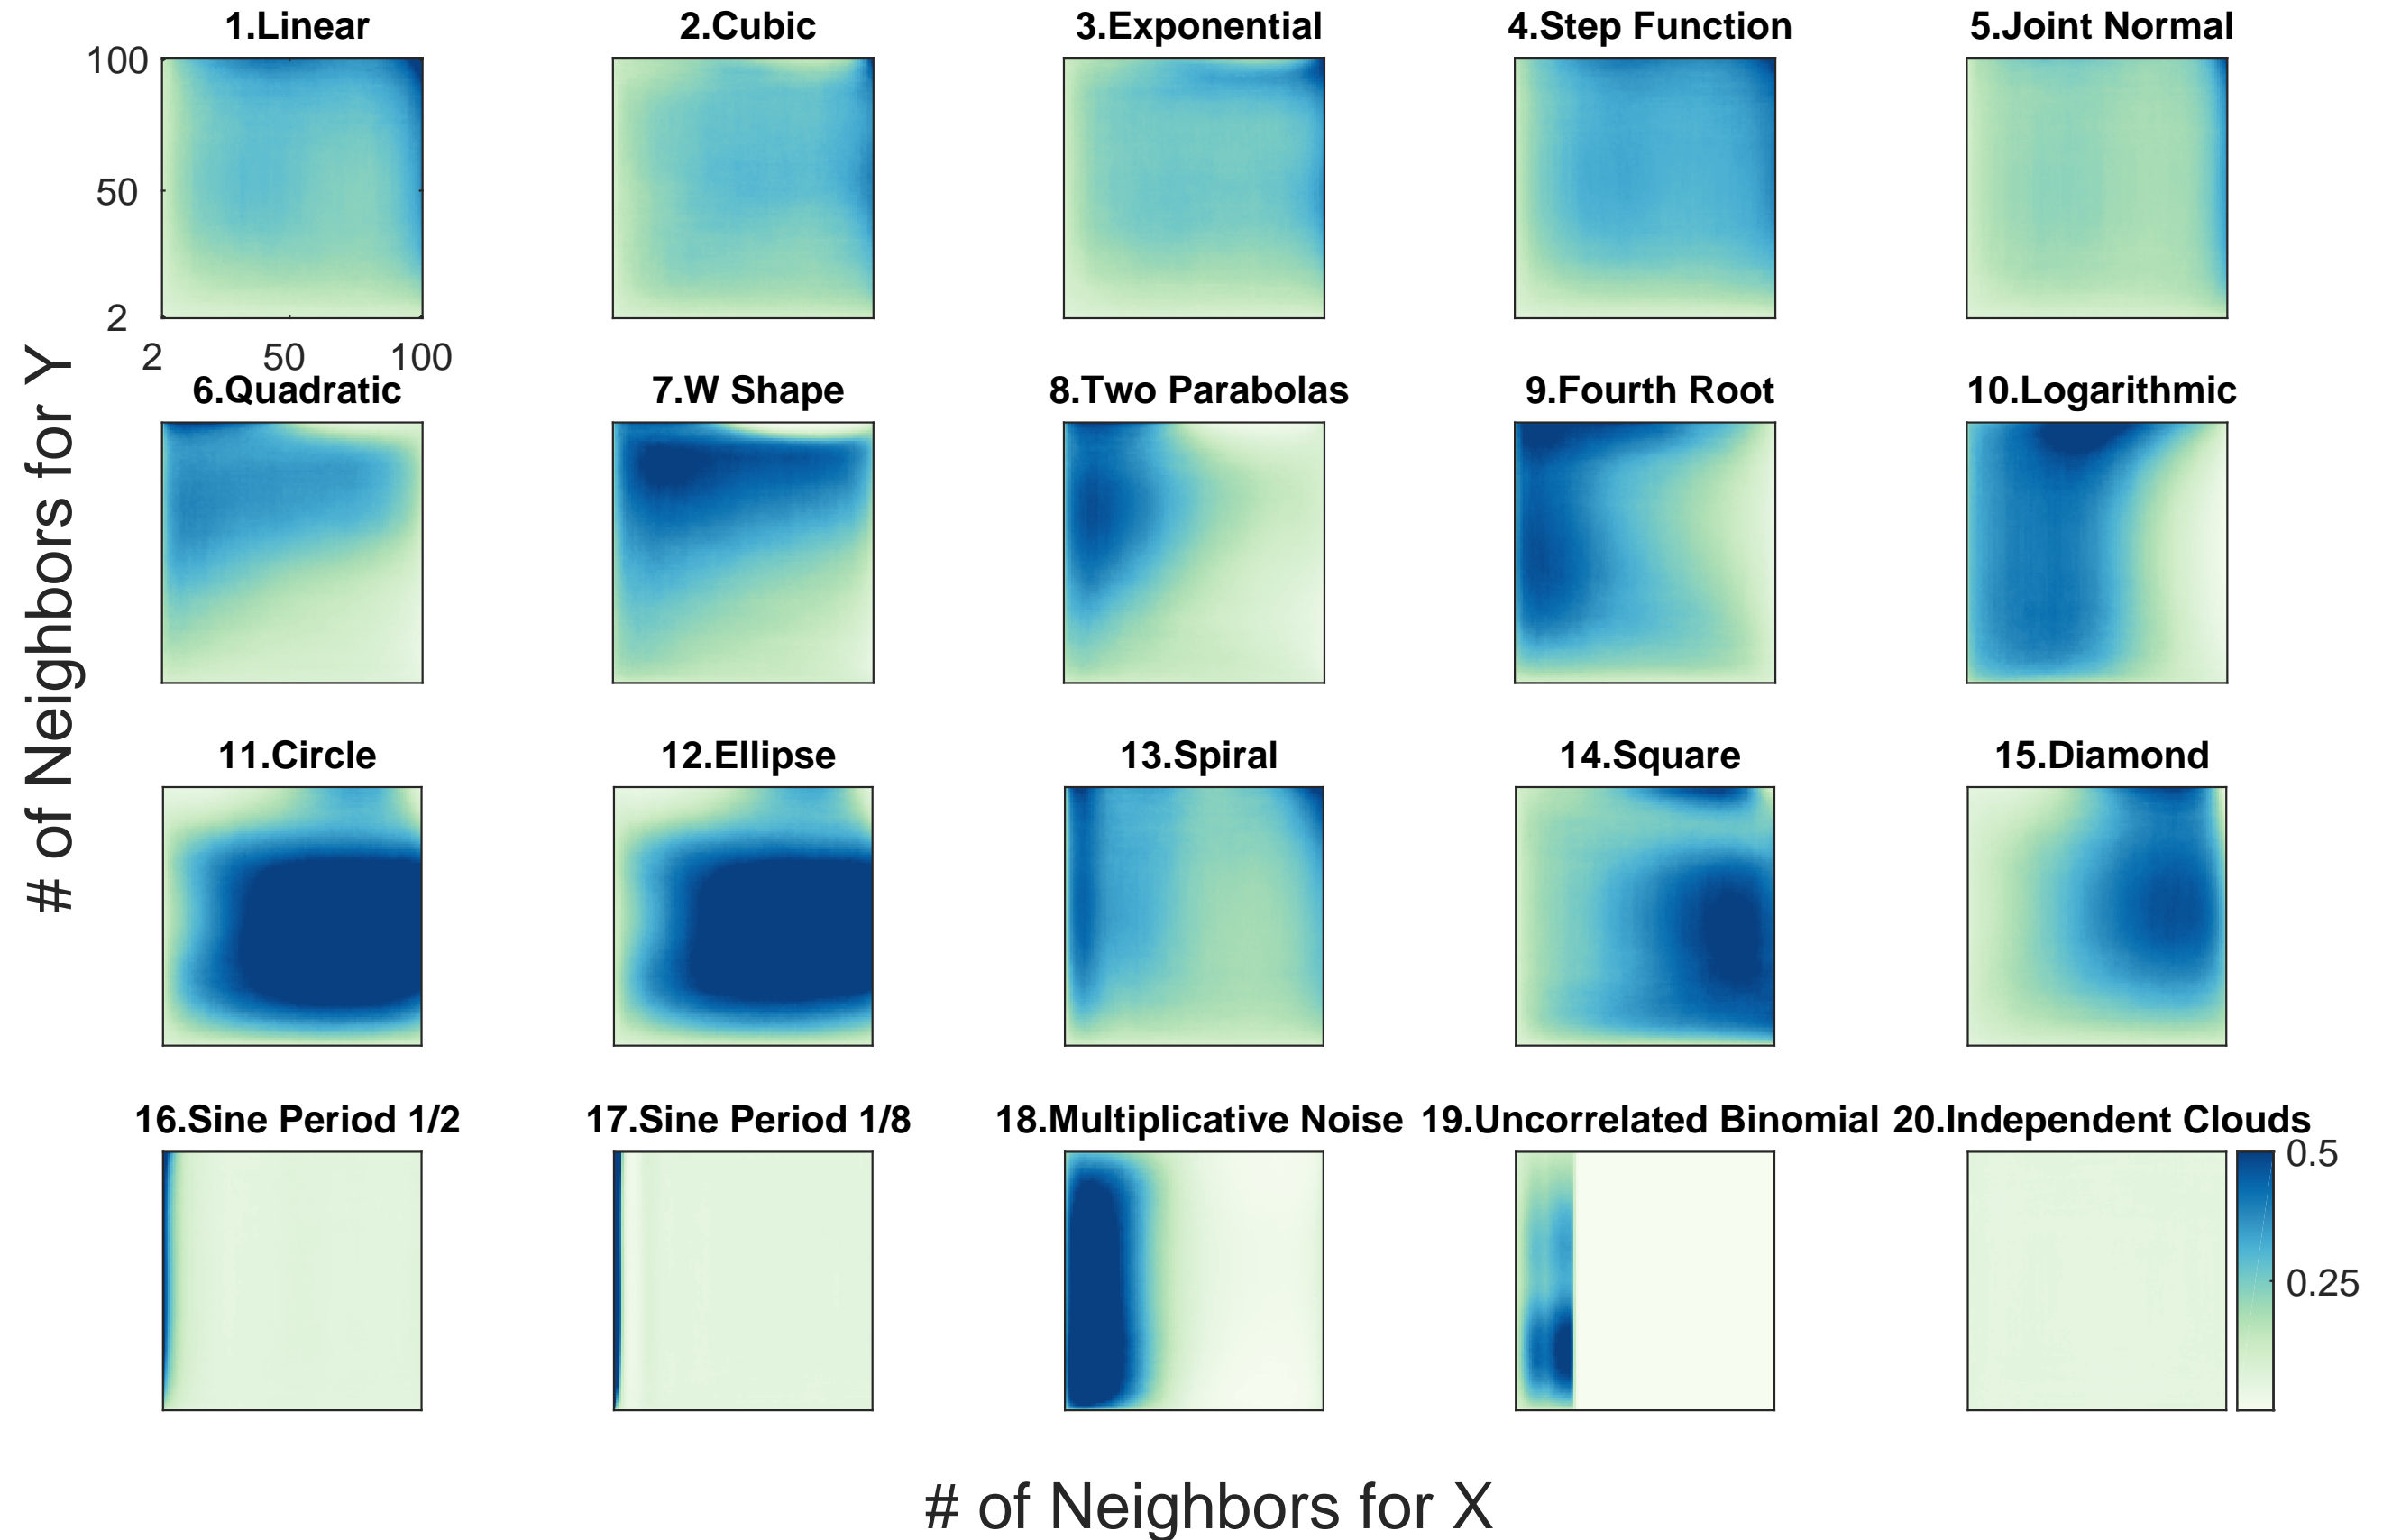 1.Linear
2.Cubic
3.Exponential
4.Step Function
5.Joint Normal
100
50
2
2
50
100
# of Neighbors for Y
6.Quadratic
7.W Shape
8.Two Parabolas
9.Fourth Root
10.Logarithmic
11.Circle
12.Ellipse
13.Spiral
14.Square
15.Diamond
16.Sine Period 1/2
17.Sine Period 1/8
18.Multiplicative Noise
19.Uncorrelated Binomial
20.Independent Clouds
0.5
0.25
# of Neighbors for X